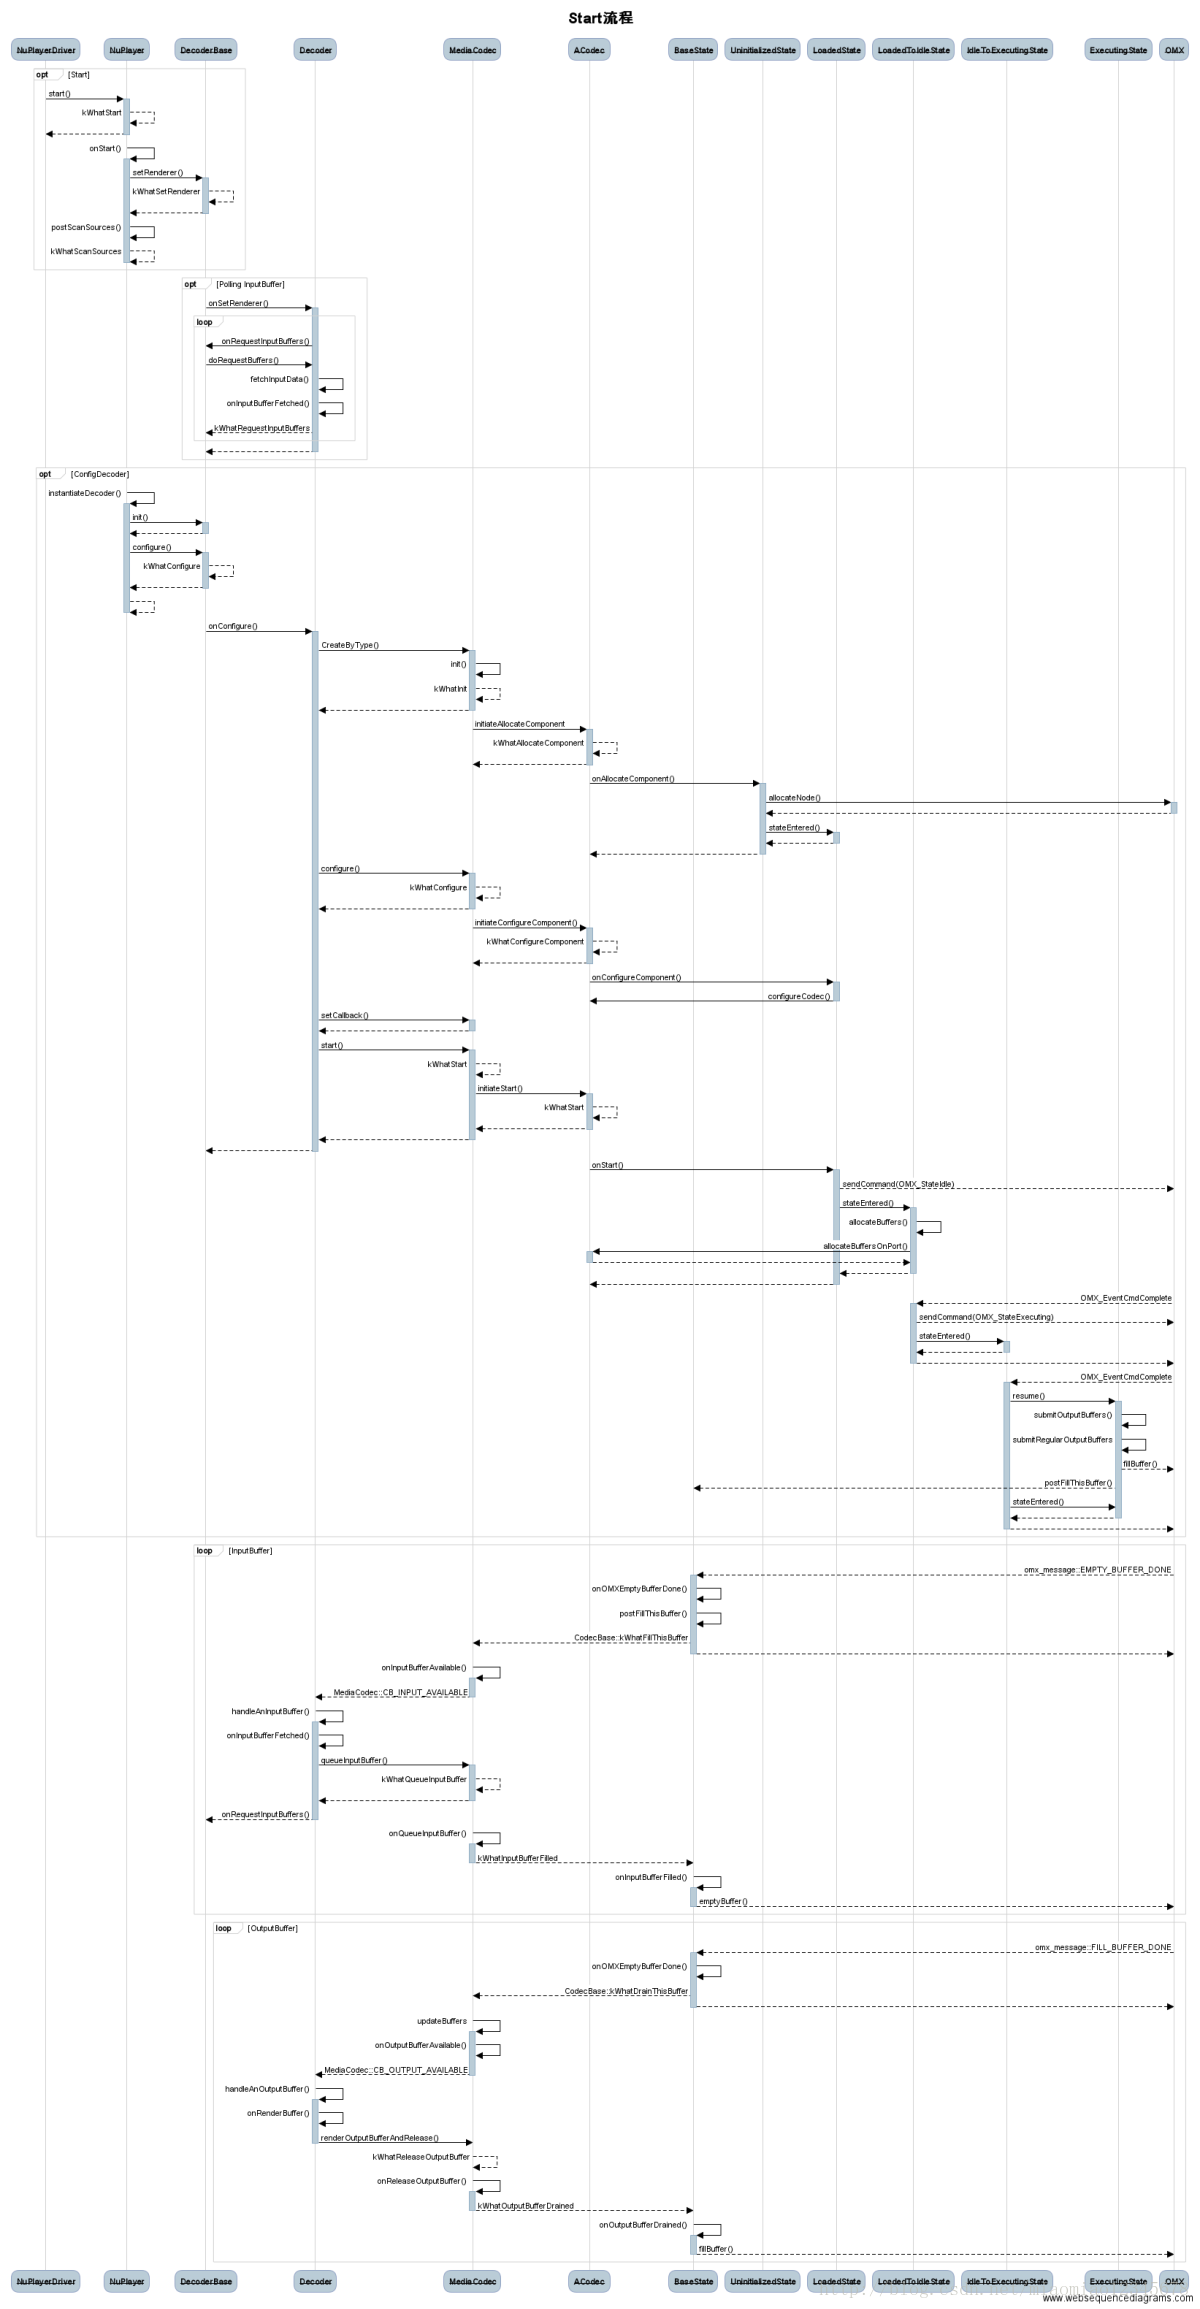 Start流程
NuPlayerDriver NuPlayer DecoderBase Decoder MediaCodec ACodec BaseState UninitializedState LoadedState LoadedToIdleState IdleToExecutingState ExecutingState OMX
opt [Start]
start()
kWhatStart
onStart()
setRenderer()
kWhatSetRenderer
postScanSources()
kWhatScanSources
opt [Polling InputBuffer]
onSetRenderer()
loop
onRequestInputBuffers()
doRequestBuffers()
fetchInputData()
onInputBufferFetched()
kWhatRequestInputBuffers
opt [ConfigDecoder]
instantiateDecoder()
init()
configure()
kWhatConfigure
onConfigure()
CreateByType()
init()
kWhatInit
initiateAllocateComponent
kWhatAllocateComponent
onAllocateComponent()
allocateNode()
stateEntered()
configure()
kWhatConfigure
initiateConfigureComponent()
kWhatConfigureComponent
onConfigureComponent()
configureCodec()
setCallback()
start()
kWhatStart
initiateStart()
kWhatStart
onStart()
sendCommand(OMX_StateIdle)
stateEntered()
allocateBuffers()
allocateBuffersOnPort()
OMX_EventCmdComplete
sendCommand(OMX_StateExecuting)
stateEntered()
OMX_EventCmdComplete
resume()
submitOutputBuffers()
submitRegularOutputBuffers
fillBuffer()
postFillThisBuffer()
stateEntered()
loop [InputBuffer]
omx_message::EMPTY_BUFFER_DONE
onOMXEmptyBufferDone()
postFillThisBuffer()
CodecBase::kWhatFillThisBuffer
onInputBufferAvailable()
MediaCodec::CB_INPUT_AVAILABLE
handleAnInputBuffer()
onInputBufferFetched()
queueInputBuffer()
kWhatQueueInputBuffer
onRequestInputBuffers()
onQueueInputBuffer()
kWhatInputBufferFilled
onInputBufferFilled()
emptyBuffer()
loop [OutputBuffer]
omx_message::FILL_BUFFER_DONE
onOMXEmptyBufferDone()
CodecBase::kWhatDrainThisBuffer
updateBuffers
onOutputBufferAvailable()
MediaCodec::CB_OUTPUT_AVAILABLE
handleAnOutputBuffer()
onRenderBuffer()
renderOutputBufferAndRelease()
kWhatReleaseOutputBuffer
onReleaseOutputBuffer()
kWhatOutputBufferDrained
onOutputBufferDrained()
fillBuffer()
NuPlayerDriver NuPlayer DecoderBase Decoder MediaCodec ACodec BaseState UninitializedState LoadedState LoadedToIdleState IdleToExecutingState ExecutingState OMX
www.websequencediagrams.com